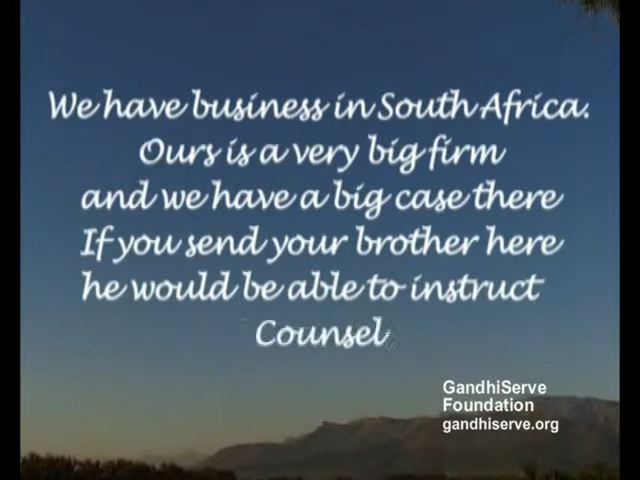 We have business in South Africa.
Ours is a very big firm
and we have a big case there
If you send your brother here
he would be able to instruct
Counsel
GandhiServe
Foundation
gandhiserve.org